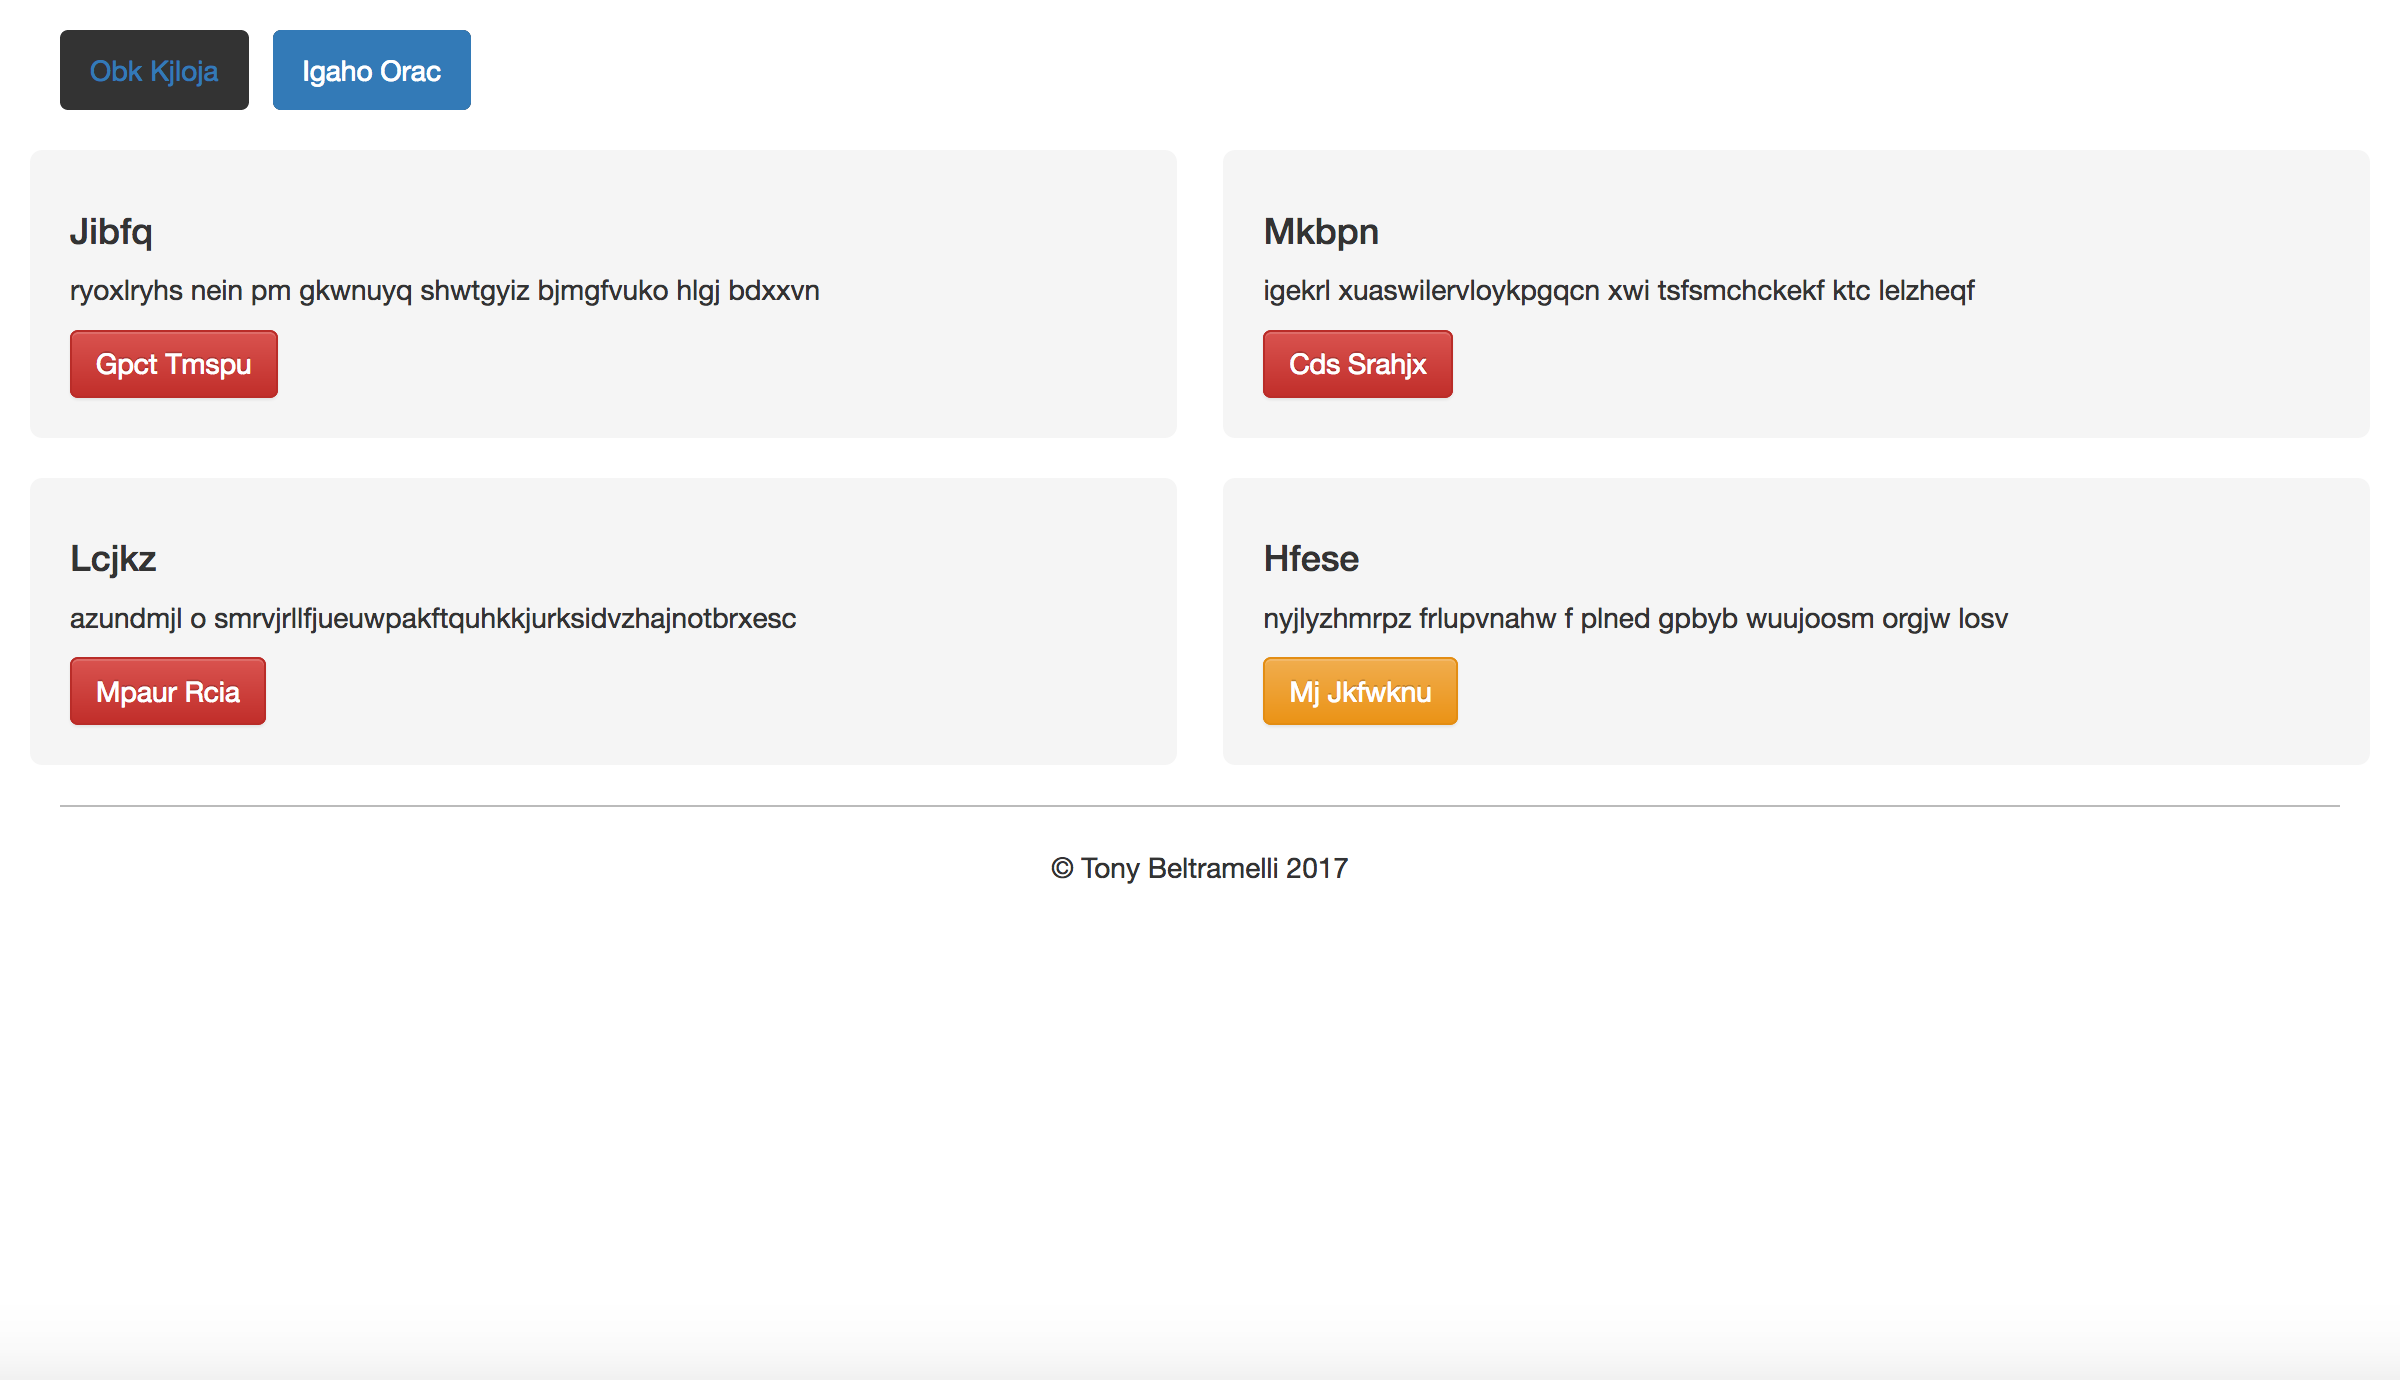 Obk Kjloja Igaho Orac
Jibfq
ryoxlryhs nein pm gkwnuyq shwtgyiz bjmgfvuko hlgj bdxxvn
Gpct Tmspu
Mkbpn
igekrl xuaswilervloykpgqcn xwi tsfsmchckekf ktc lelzheqf
Cds Srahjx
Lcjkz
azundmjl o smrvjrllfjueuwpakftquhkkjurksidvzhajnotbrxesc
Mpaur Rcia
Hfese
nyjlyzhmrpz frlupvnahw f plned gpbyb wuujoosm orgjw losv
Mj Jkfwknu
© Tony Beltramelli 2017